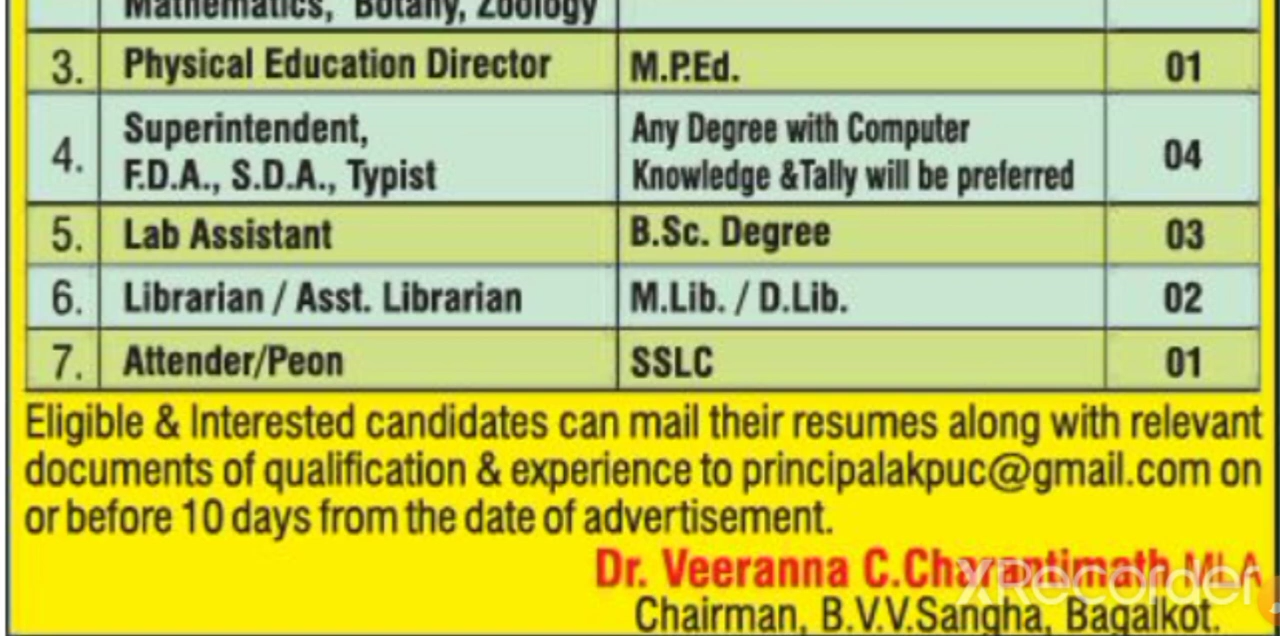 Mathematics, Botany, Zoology
3. Physical Education Director M.P.Ed. 01
4. Superintendent, F.D.A., S.D.A., Typist Any Degree with Computer Knowledge &Tally will be preferred 04
5. Lab Assistant B.Sc. Degree 03
6. Librarian / Asst. Librarian M.Lib. / D.Lib. 02
7. Attender/Peon SSLC 01
Eligible & Interested candidates can mail their resumes along with relevant
documents of qualification & experience to principalakpuc@gmail.com on
or before 10 days from the date of advertisement.
Dr. Veeranna C.Charantimath MLA
XRecorder
Chairman, B.V.V.Sangha, Bagalkot.